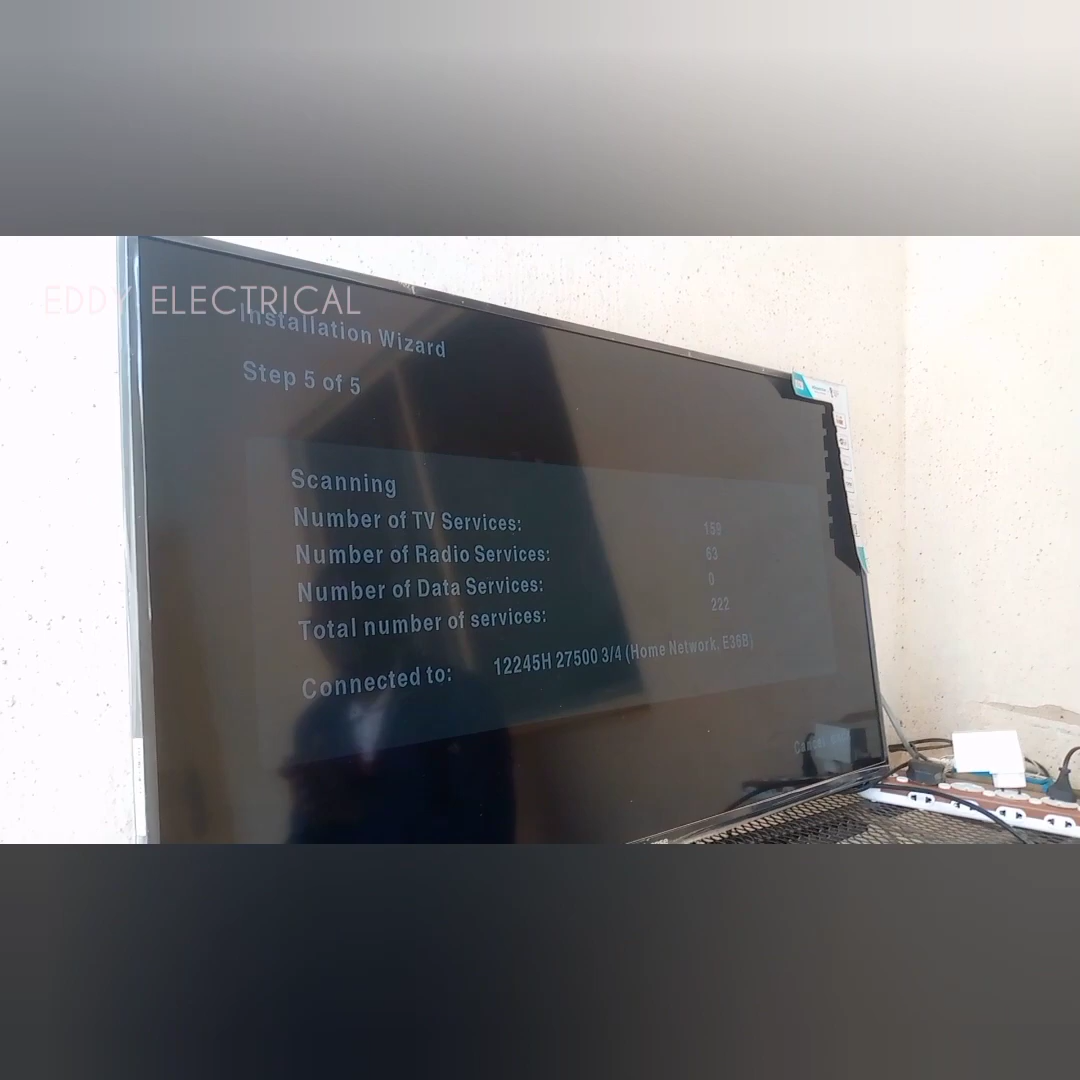 EDDY ELECTRICAL
Installation Wizard
Step 5 of 5
Scanning
Number of TV Services: 159
Number of Radio Services: 63
Number of Data Services: 0
Total number of services: 222
Connected to: 12245H 27500 3/4 (Home Network, E36B)